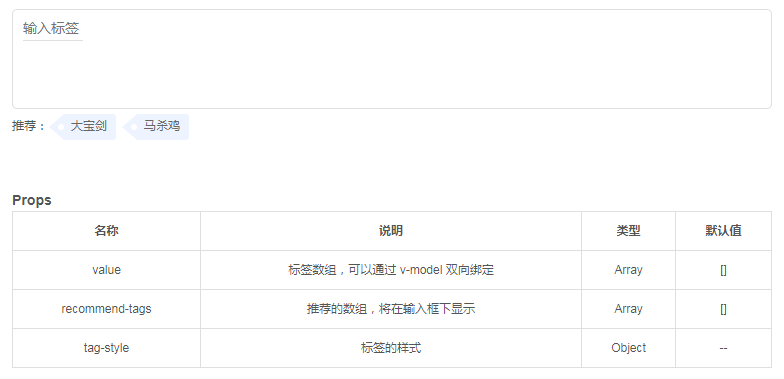 输入标签
推荐： 大宝剑 马杀鸡
Props
名称 说明 类型 默认值
value 标签数组，可以通过 v-model 双向绑定 Array []
recommend-tags 推荐的数组，将在输入框下显示 Array []
tag-style 标签的样式 Object --